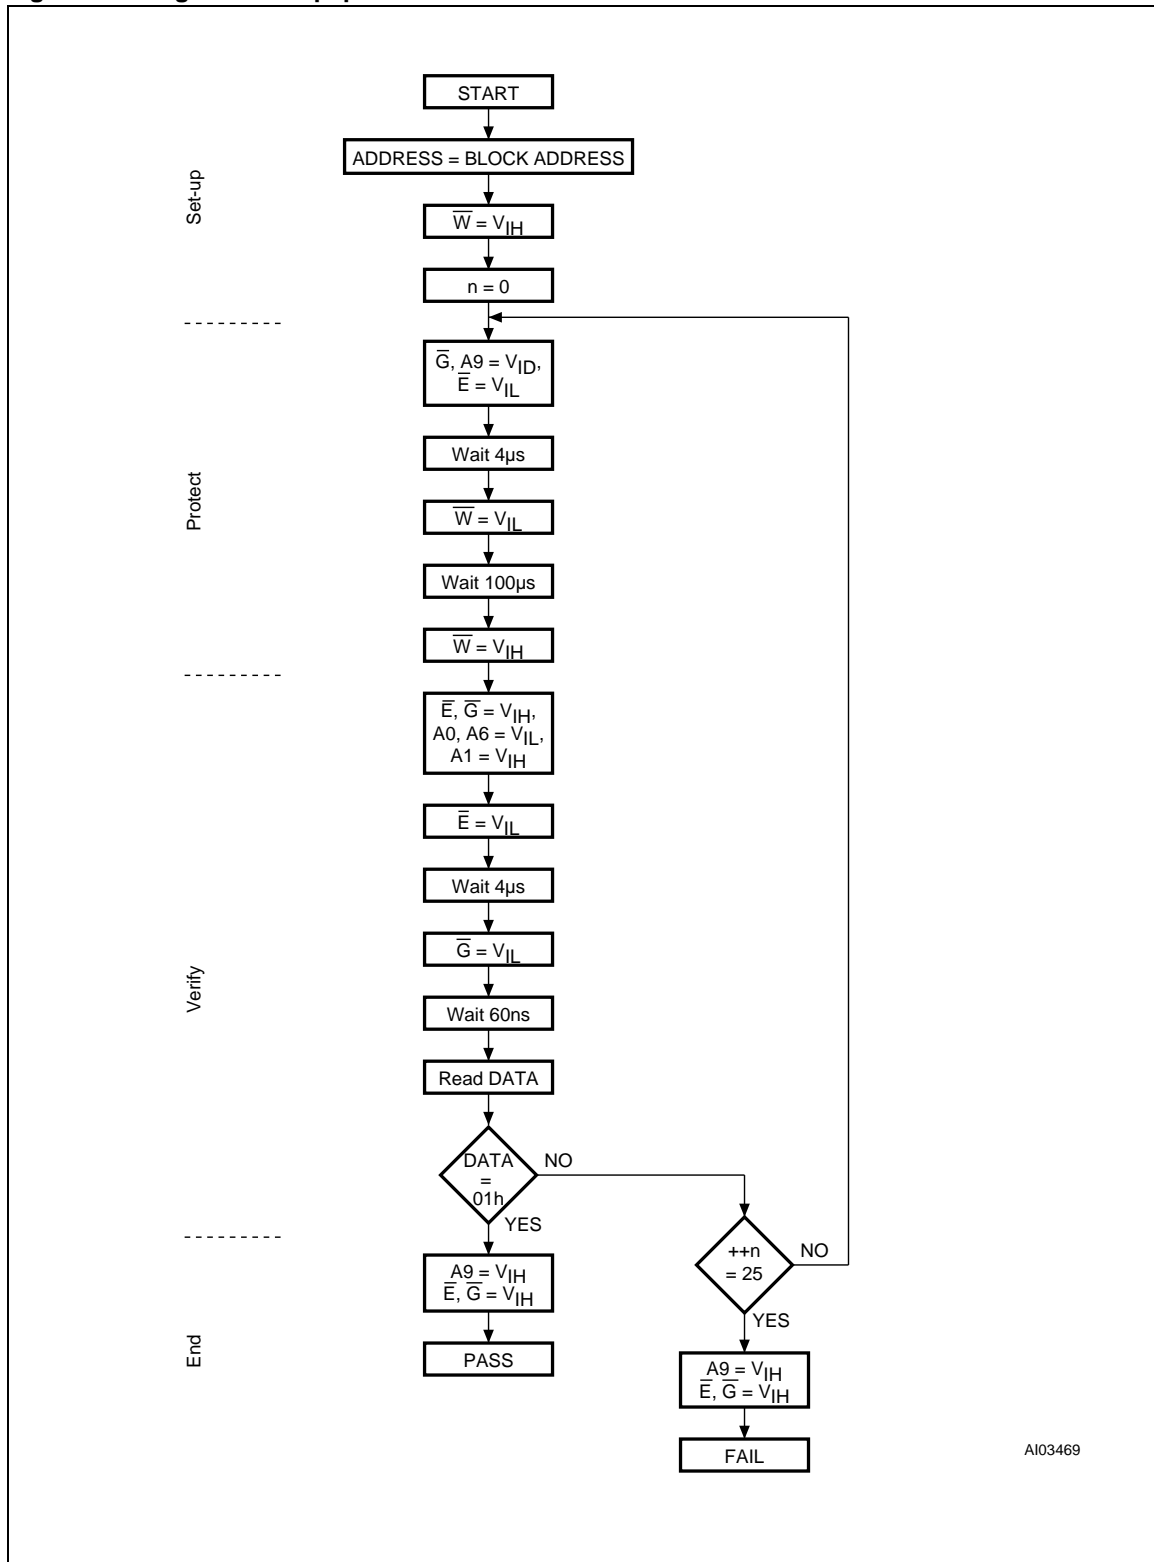 START
ADDRESS = BLOCK ADDRESS
Set-up
W̅ = VIH
n = 0
G̅, A9 = VID,
E̅ = VIL
Wait 4µs
Protect
W̅ = VIL
Wait 100µs
W̅ = VIH
E̅, G̅ = VIH,
A0, A6 = VIL,
A1 = VIH
E̅ = VIL
Wait 4µs
G̅ = VIL
Verify
Wait 60ns
Read DATA
DATA
=
01h
NO
YES
++n
= 25
NO
YES
A9 = VIH
E̅, G̅ = VIH
End
PASS
A9 = VIH
E̅, G̅ = VIH
FAIL
AI03469